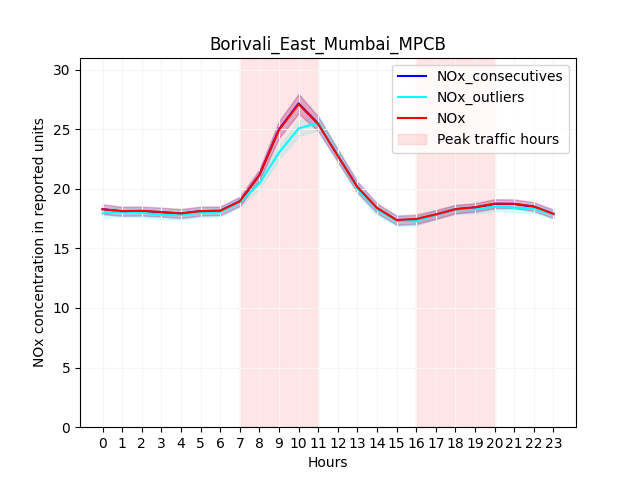 Borivali_East_Mumbai_MPCB
NOx_consecutives
NOx_outliers
NOx
Peak traffic hours
NOx concentration in reported units
30
25
20
15
10
5
0
0 1 2 3 4 5 6 7 8 9 10 11 12 13 14 15 16 17 18 19 20 21 22 23
Hours